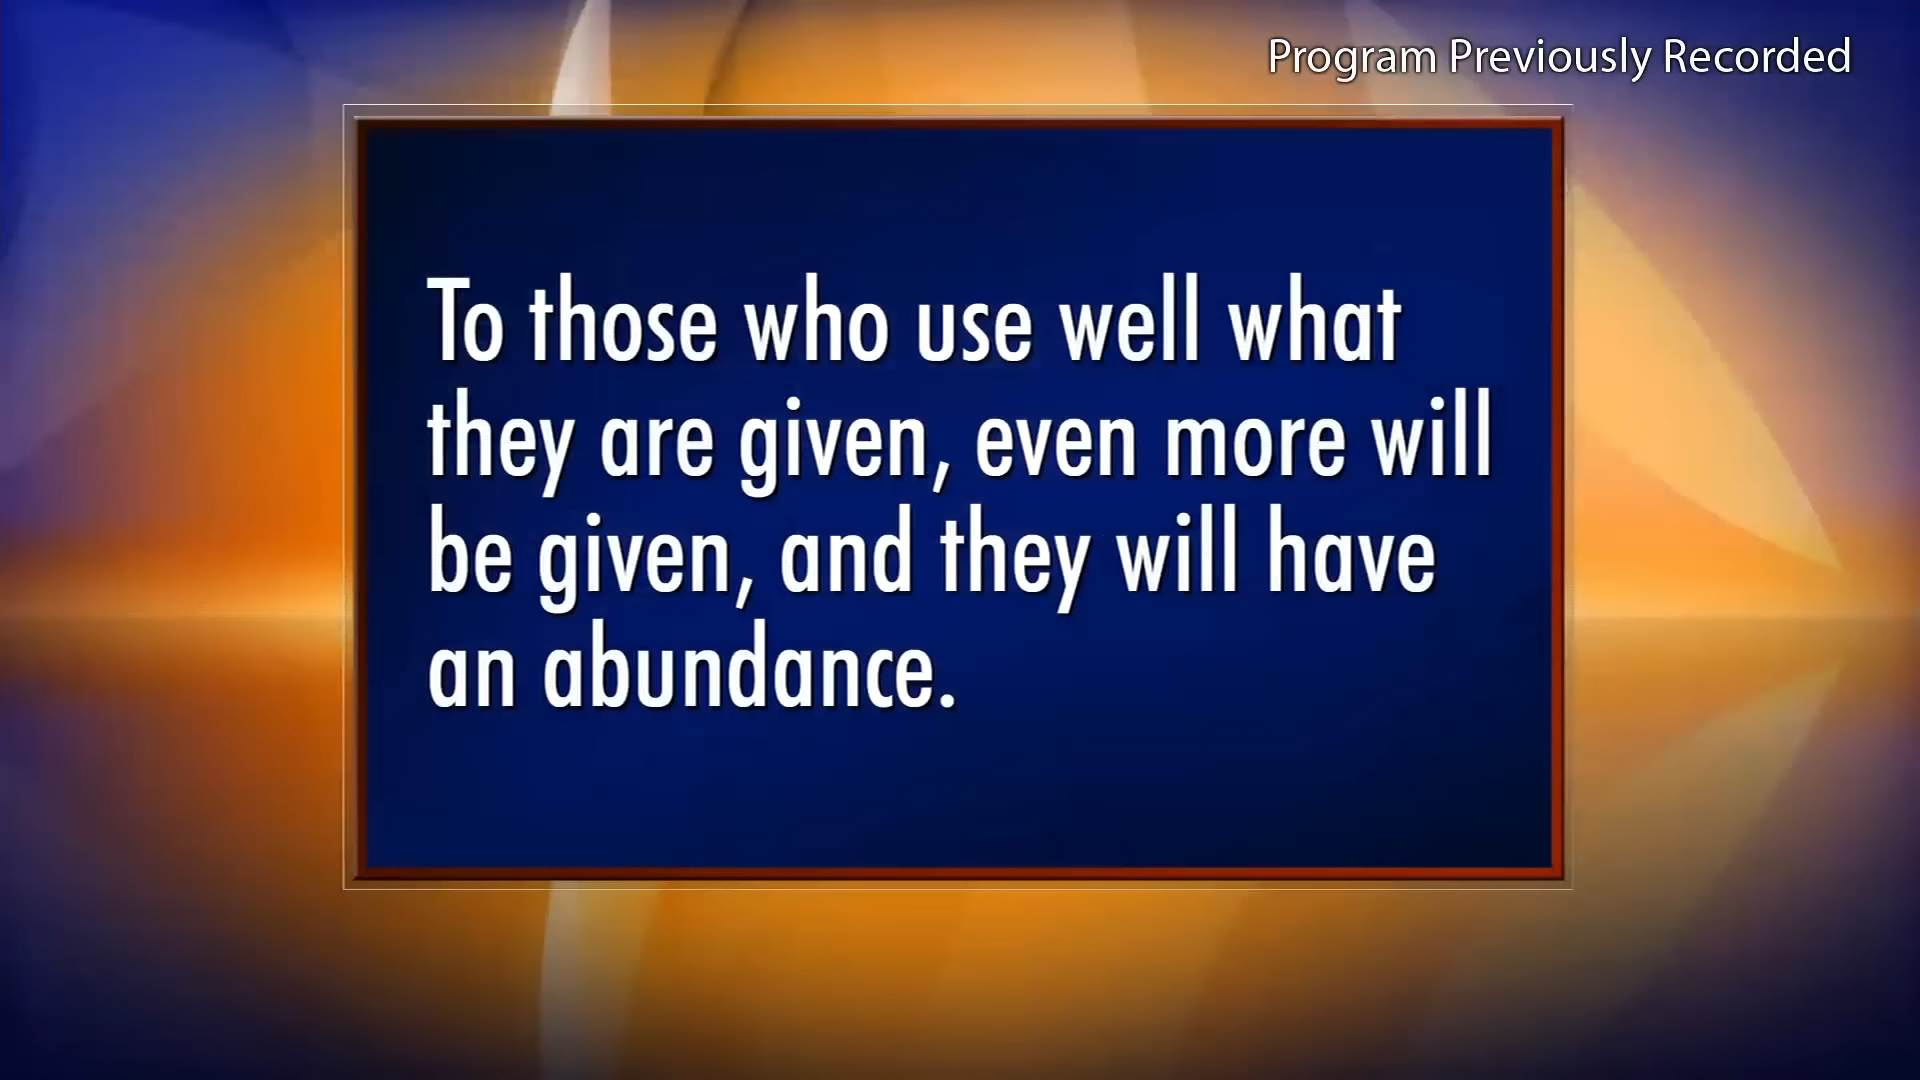 Program Previously Recorded
To those who use well what
they are given, even more will
be given, and they will have
an abundance.